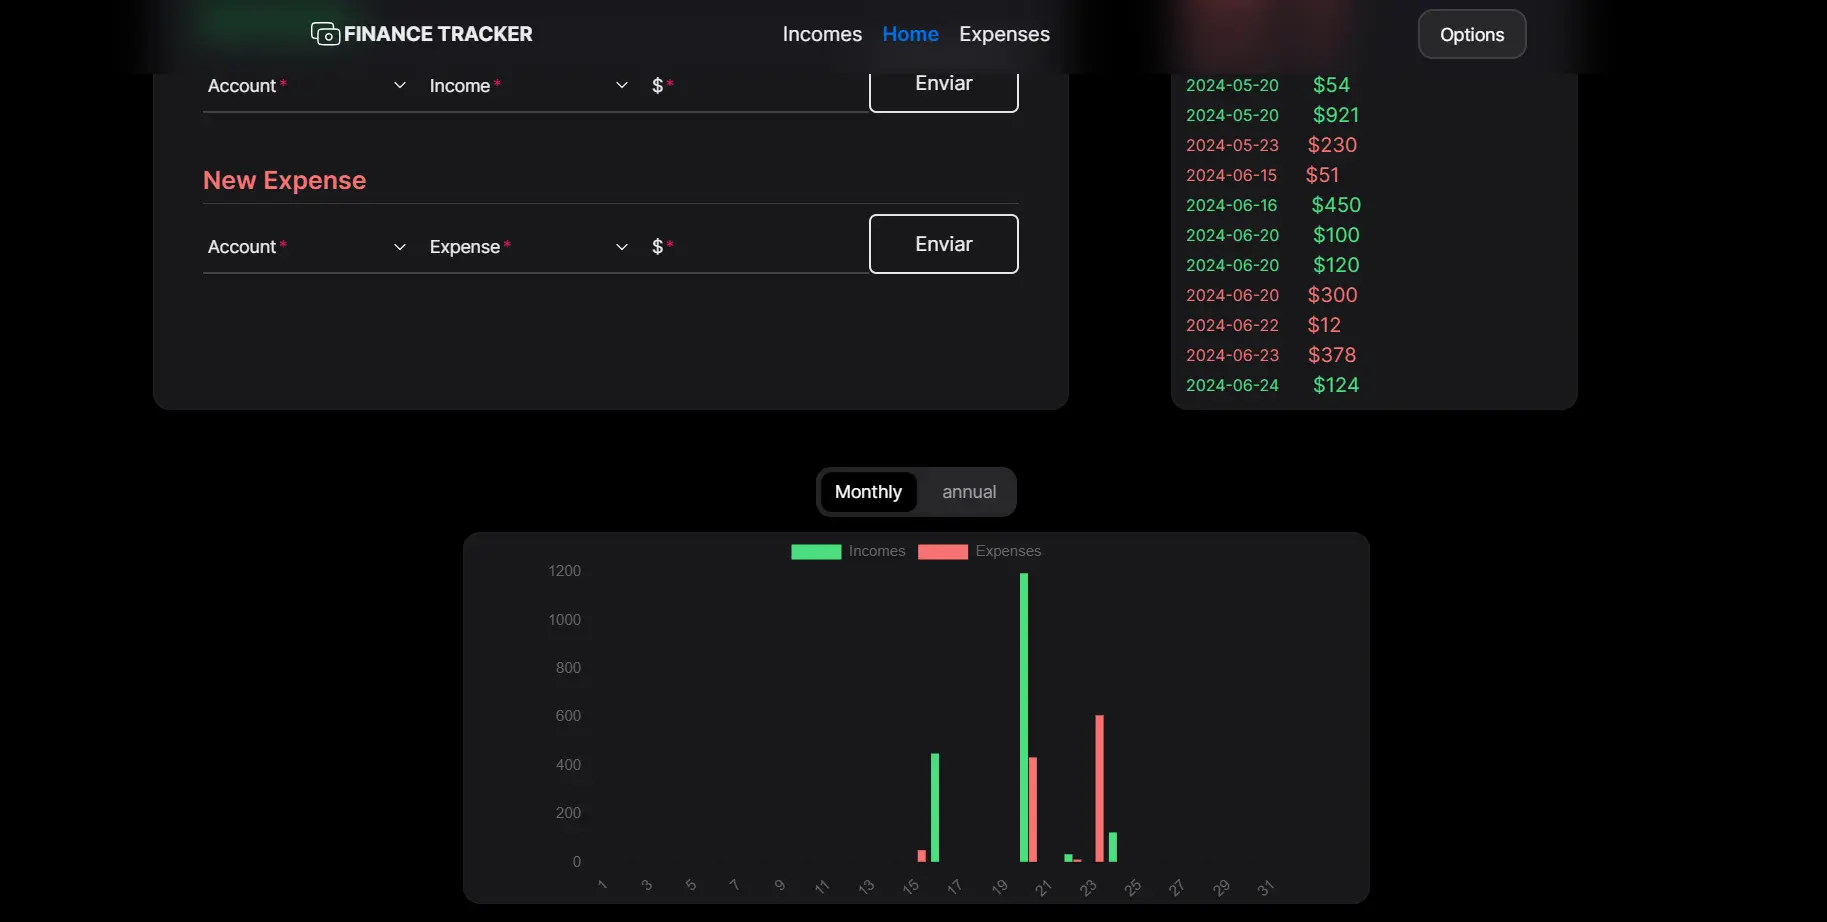 FINANCE TRACKER
Incomes Home Expenses
Options
Account* Income* $* Enviar
New Expense
Account* Expense* $* Enviar
2024-05-20 $54
2024-05-20 $921
2024-05-23 $230
2024-06-15 $51
2024-06-16 $450
2024-06-20 $100
2024-06-20 $120
2024-06-20 $300
2024-06-22 $12
2024-06-23 $378
2024-06-24 $124
Monthly annual
Incomes Expenses
1200
1000
800
600
400
200
0
1 3 5 7 9 11 13 15 17 19 21 23 25 27 29 31